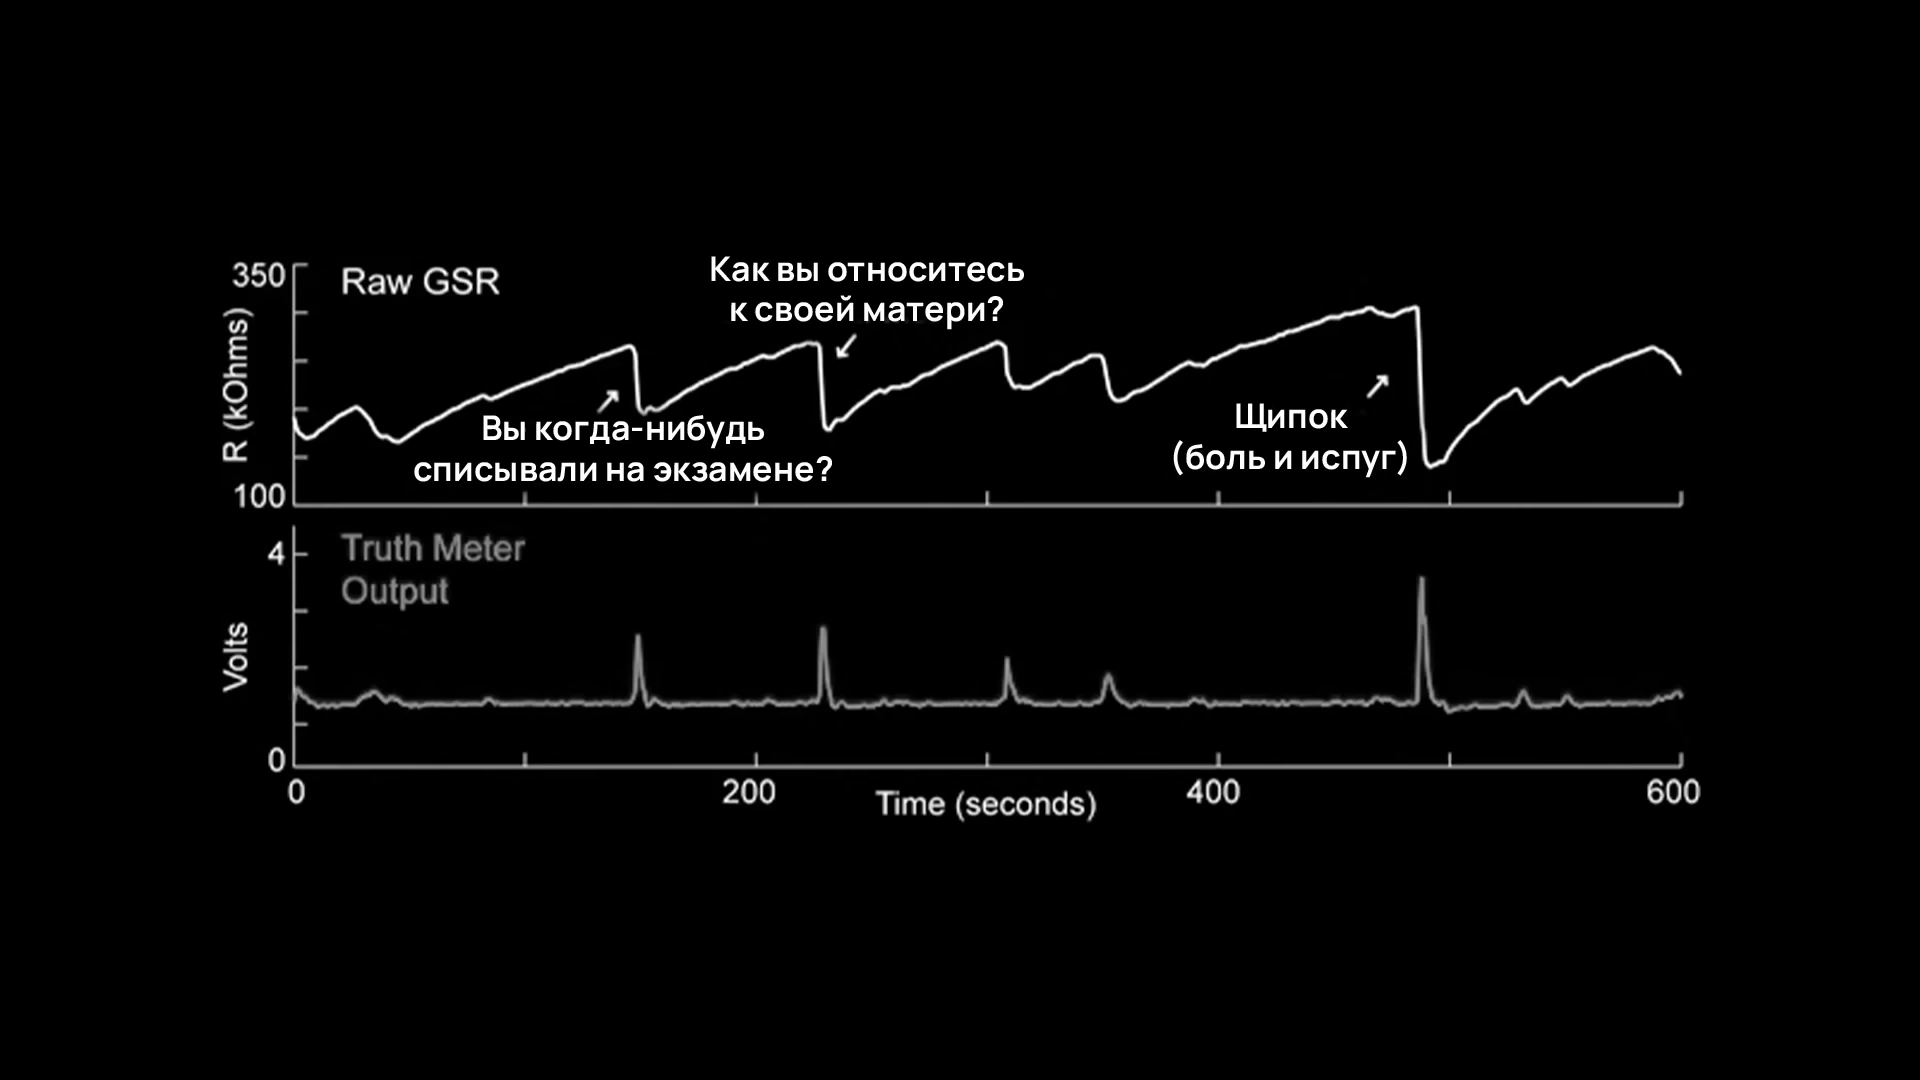 350
Raw GSR
Как вы относитесь
к своей матери?
R (kOhms)
Вы когда-нибудь
списывали на экзамене?
Щипок
(боль и испуг)
100
4
Truth Meter
Output
Volts
0
0
200
Time (seconds)
400
600